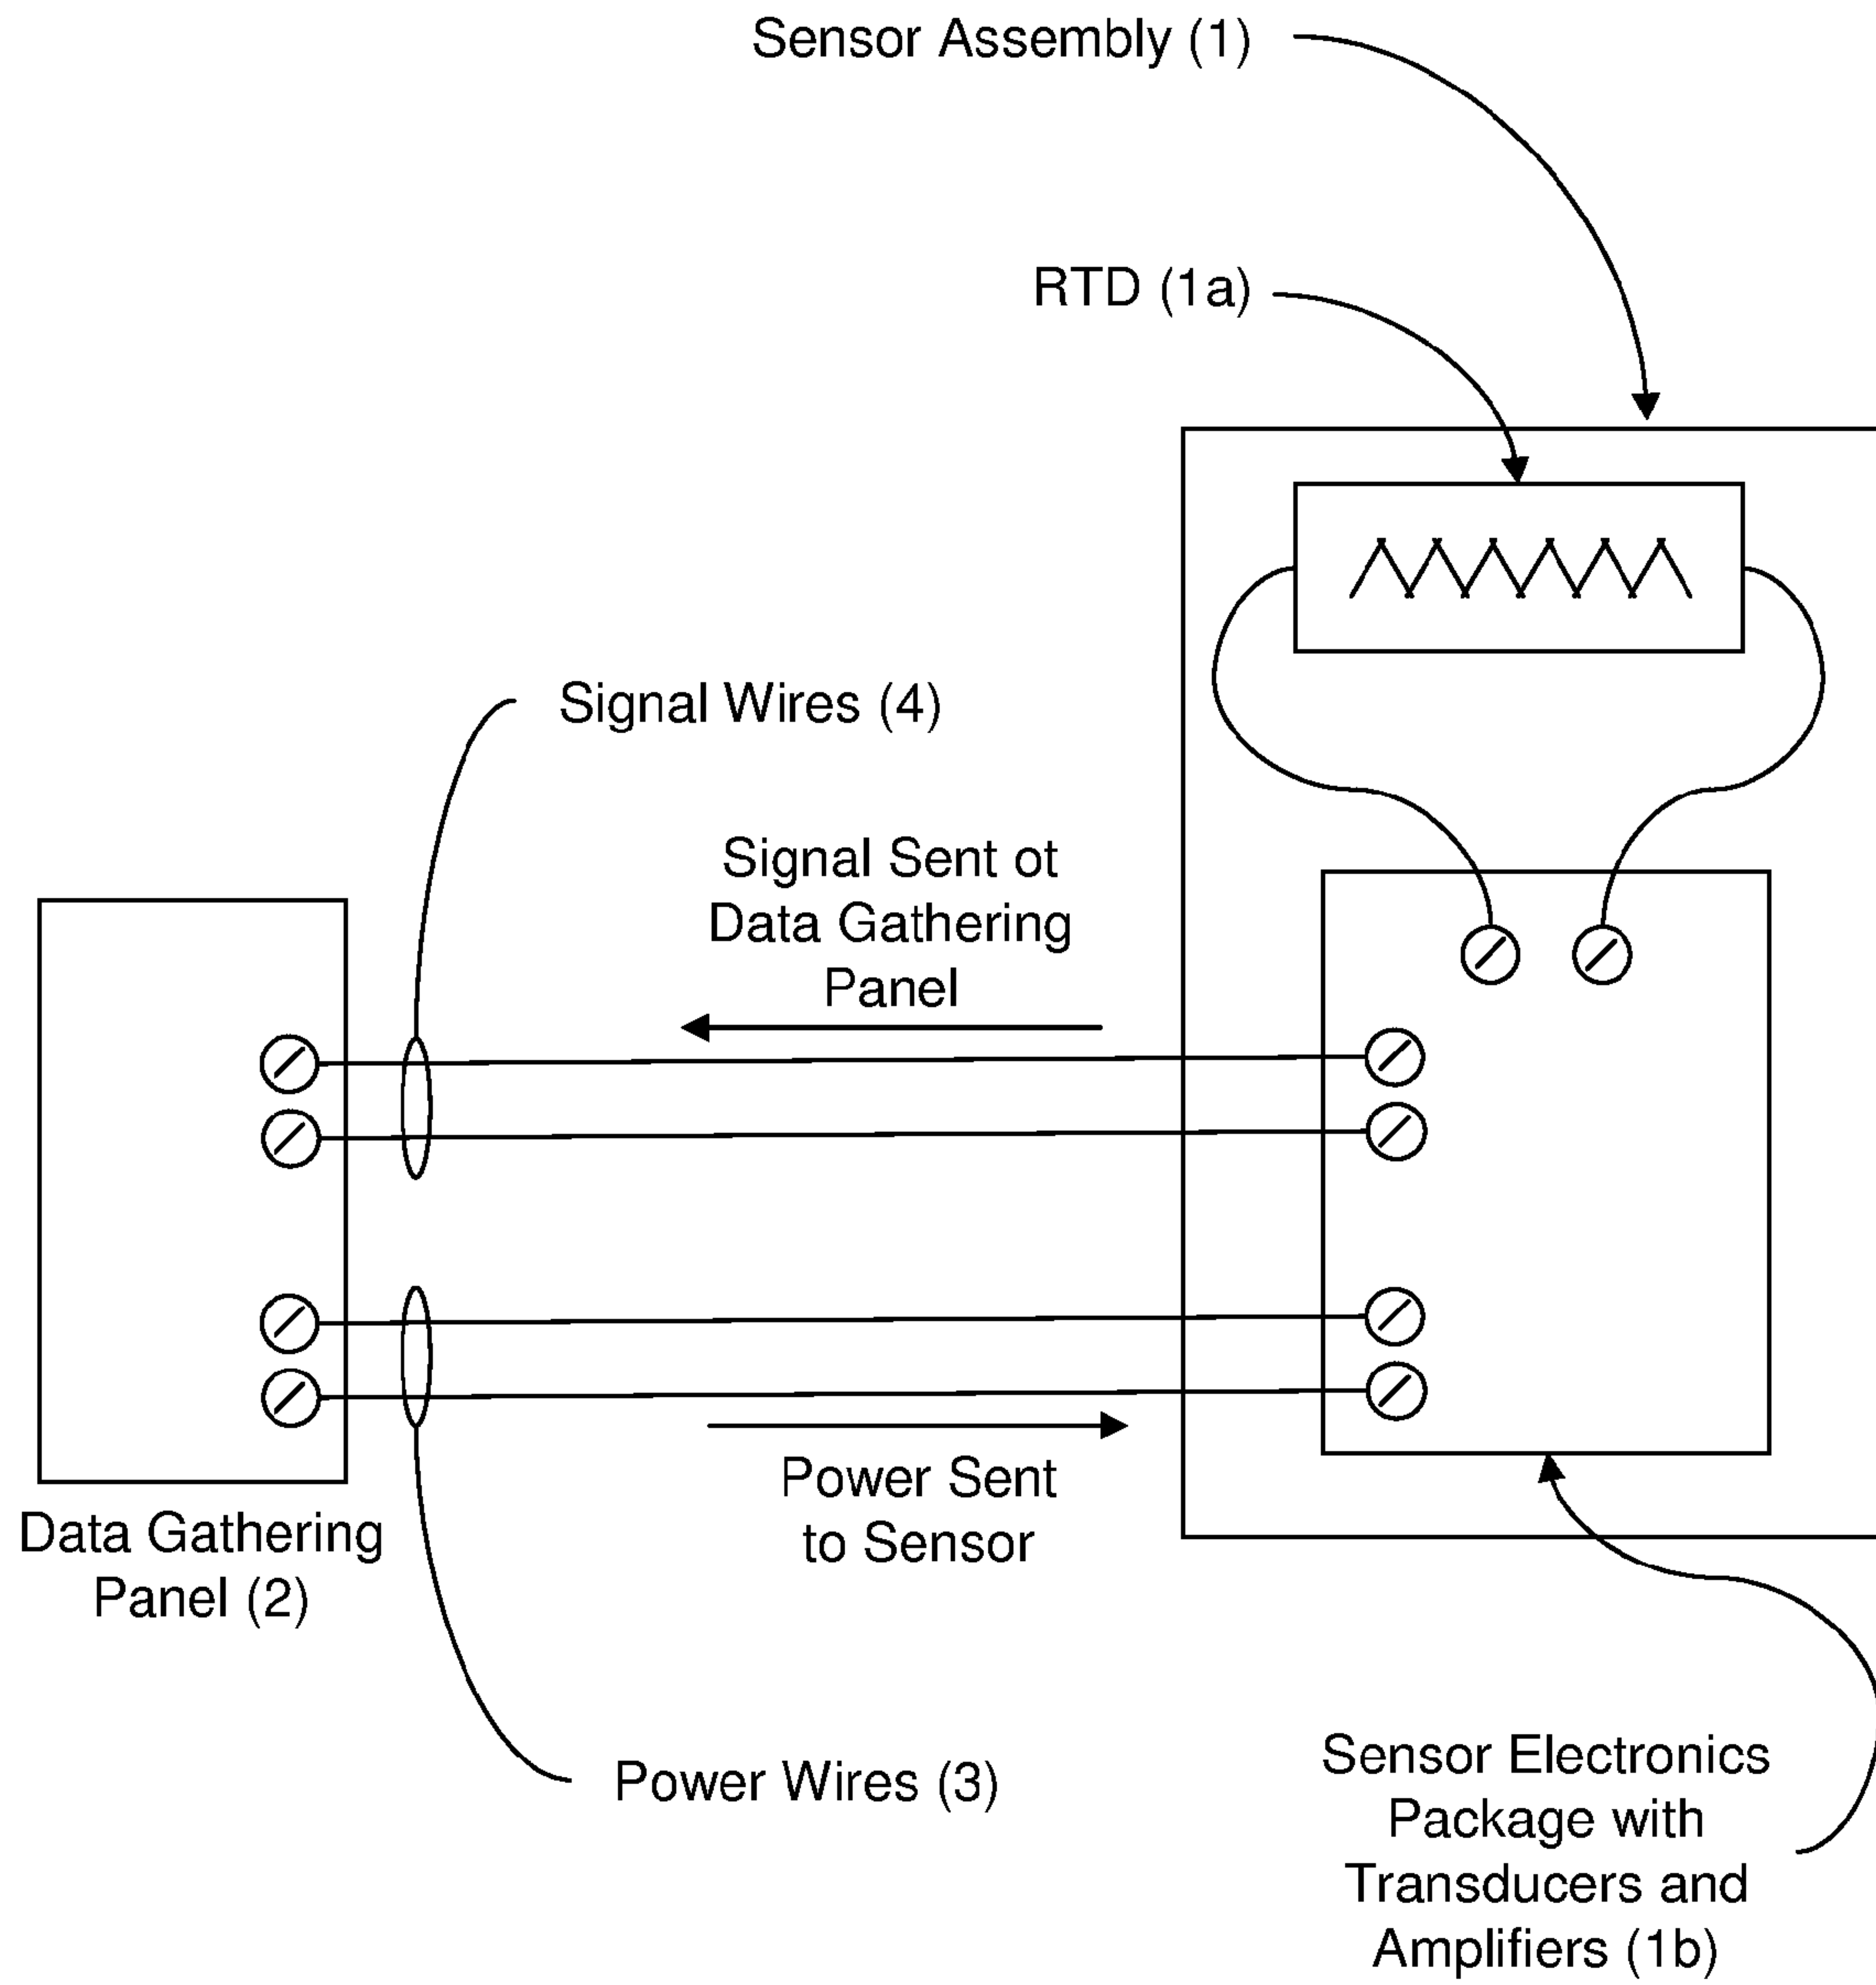 Sensor Assembly (1)
RTD (1a)
Signal Wires (4)
Signal Sent ot
Data Gathering
Panel
Data Gathering
Panel (2)
Power Sent
to Sensor
Power Wires (3)
Sensor Electronics
Package with
Transducers and
Amplifiers (1b)